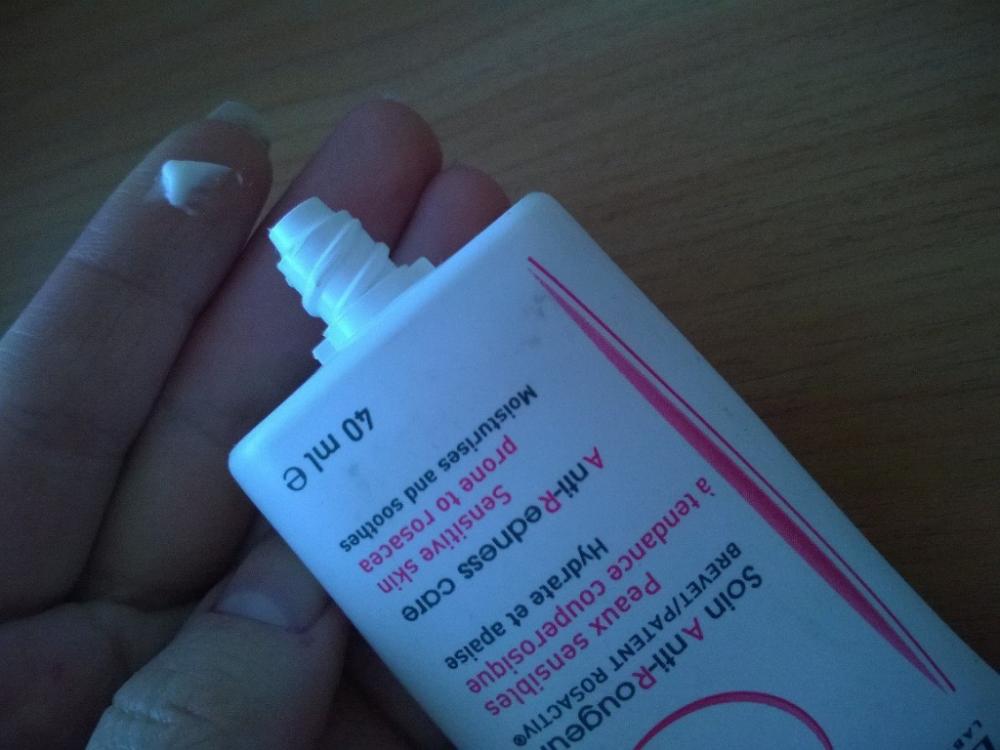 Soin Anti-Rougeur
BREVET/PATENT ROSACTIV®
Peaux sensibles
à tendance couperosique
Hydrate et apaise
Anti-Redness care
Sensitive skin
prone to rosacea
Moisturises and soothes
40 ml e